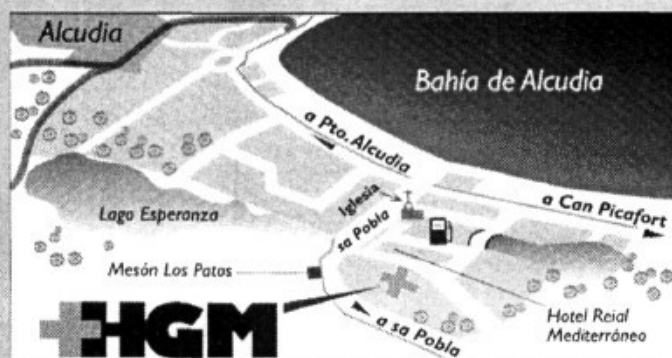 Alcudia
Bahía de Alcudia
a Pto. Alcudia
a Can Picafort
Iglesia
sa Pobla
Lago Esperanza
Mesón Los Patos
HGM
a sa Pobla
Hotel Reial
Mediterráneo